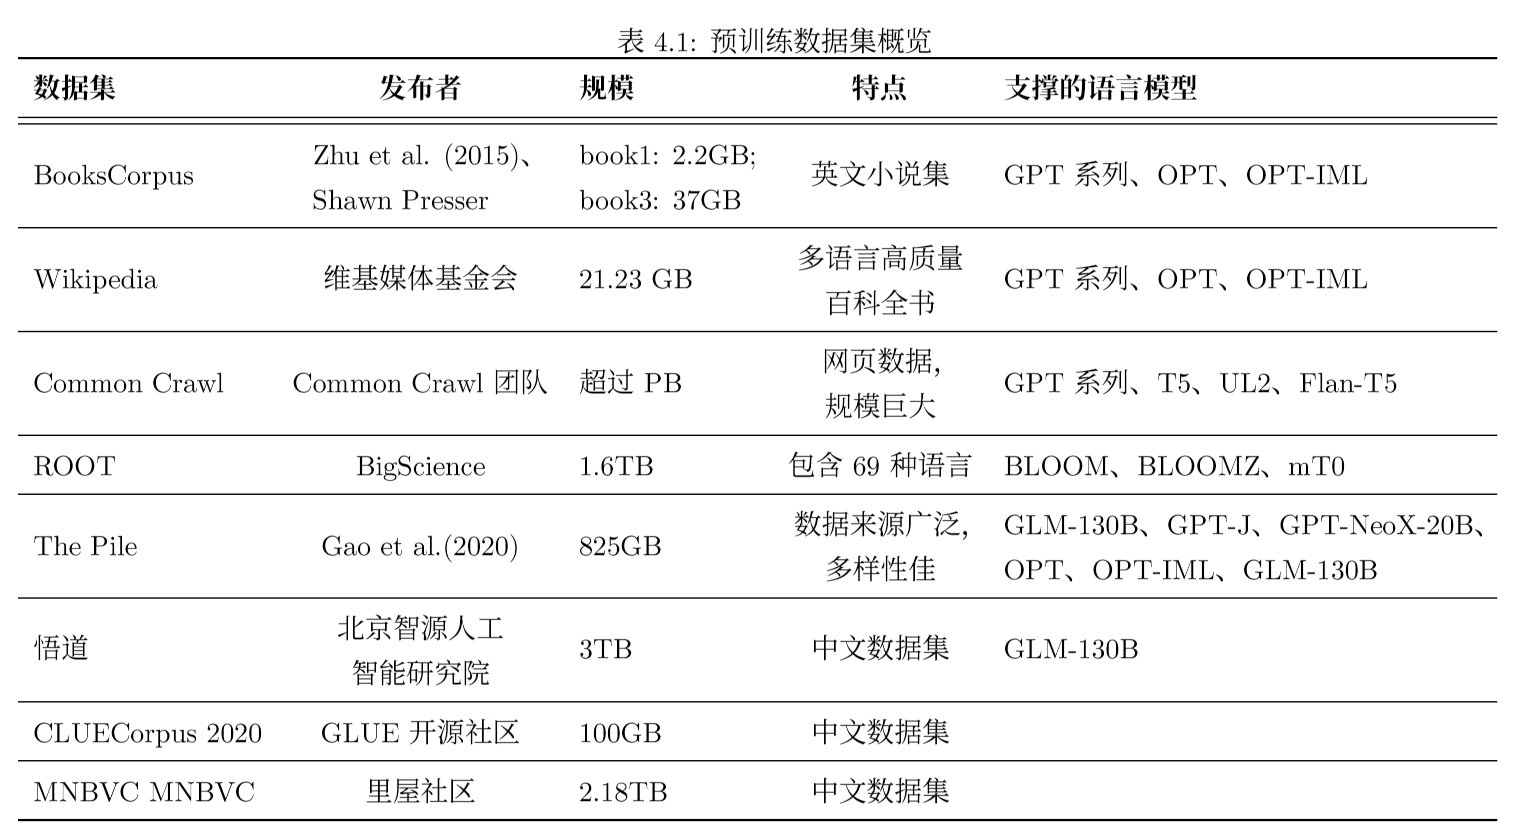 表 4.1: 预训练数据集概览
数据集 发布者 规模 特点 支撑的语言模型
BooksCorpus Zhu et al. (2015)、 Shawn Presser book1: 2.2GB; book3: 37GB 英文小说集 GPT 系列、OPT、OPT-IML
Wikipedia 维基媒体基金会 21.23 GB 多语言高质量 百科全书 GPT 系列、OPT、OPT-IML
Common Crawl Common Crawl 团队 超过 PB 网页数据, 规模巨大 GPT 系列、T5、UL2、Flan-T5
ROOT BigScience 1.6TB 包含 69 种语言 BLOOM、BLOOMZ、mT0
The Pile Gao et al.(2020) 825GB 数据来源广泛, 多样性佳 GLM-130B、GPT-J、GPT-NeoX-20B、 OPT、OPT-IML、GLM-130B
悟道 北京智源人工 智能研究院 3TB 中文数据集 GLM-130B
CLUECorpus 2020 GLUE 开源社区 100GB 中文数据集
MNBVC MNBVC 里屋社区 2.18TB 中文数据集